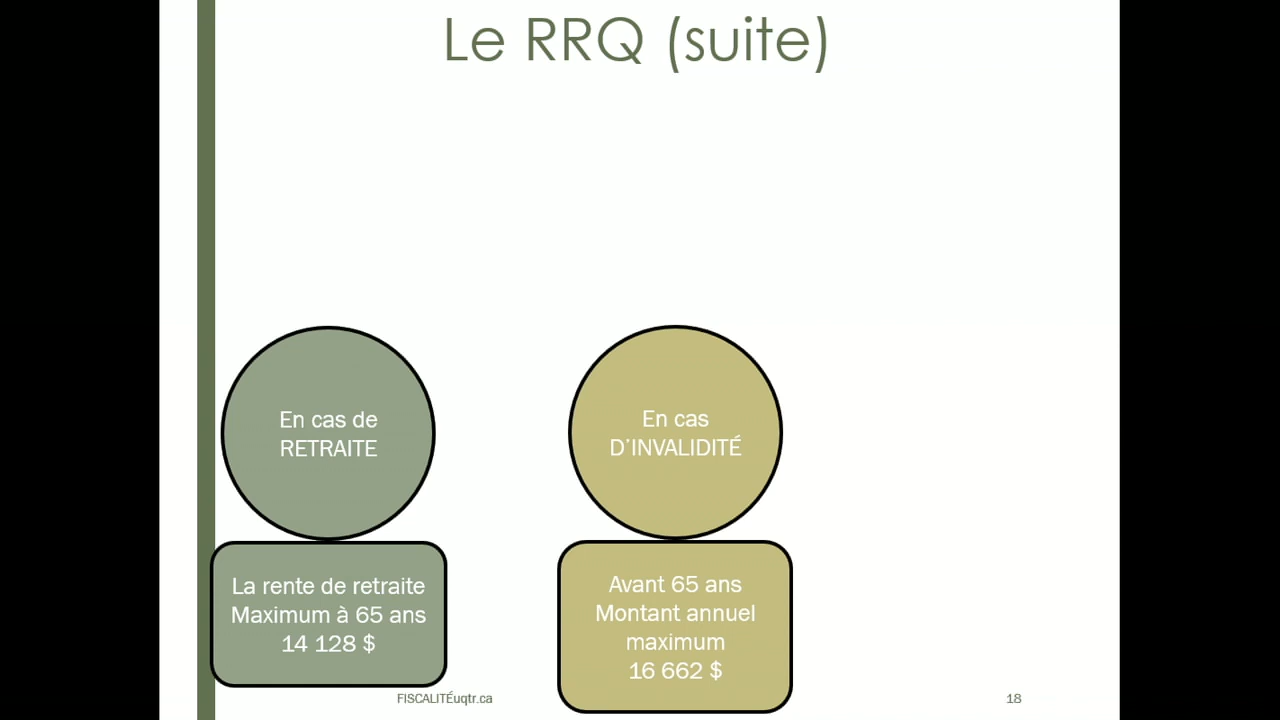 Le RRQ (suite)
En cas de
RETRAITE
La rente de retraite
Maximum à 65 ans
14 128 $
En cas
D'INVALIDITÉ
Avant 65 ans
Montant annuel
maximum
16 662 $
FISCALITÉuqtr.ca
18